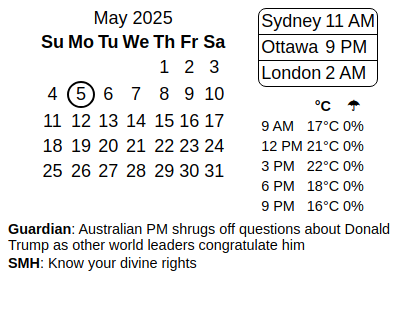 May 2025
Su Mo Tu We Th Fr Sa
1 2 3
4 5 6 7 8 9 10
11 12 13 14 15 16 17
18 19 20 21 22 23 24
25 26 27 28 29 30 31
Sydney 11 AM
Ottawa 9 PM
London 2 AM
°C ☂
9 AM 17°C 0%
12 PM 21°C 0%
3 PM 22°C 0%
6 PM 18°C 0%
9 PM 16°C 0%
Guardian: Australian PM shrugs off questions about Donald
Trump as other world leaders congratulate him
SMH: Know your divine rights